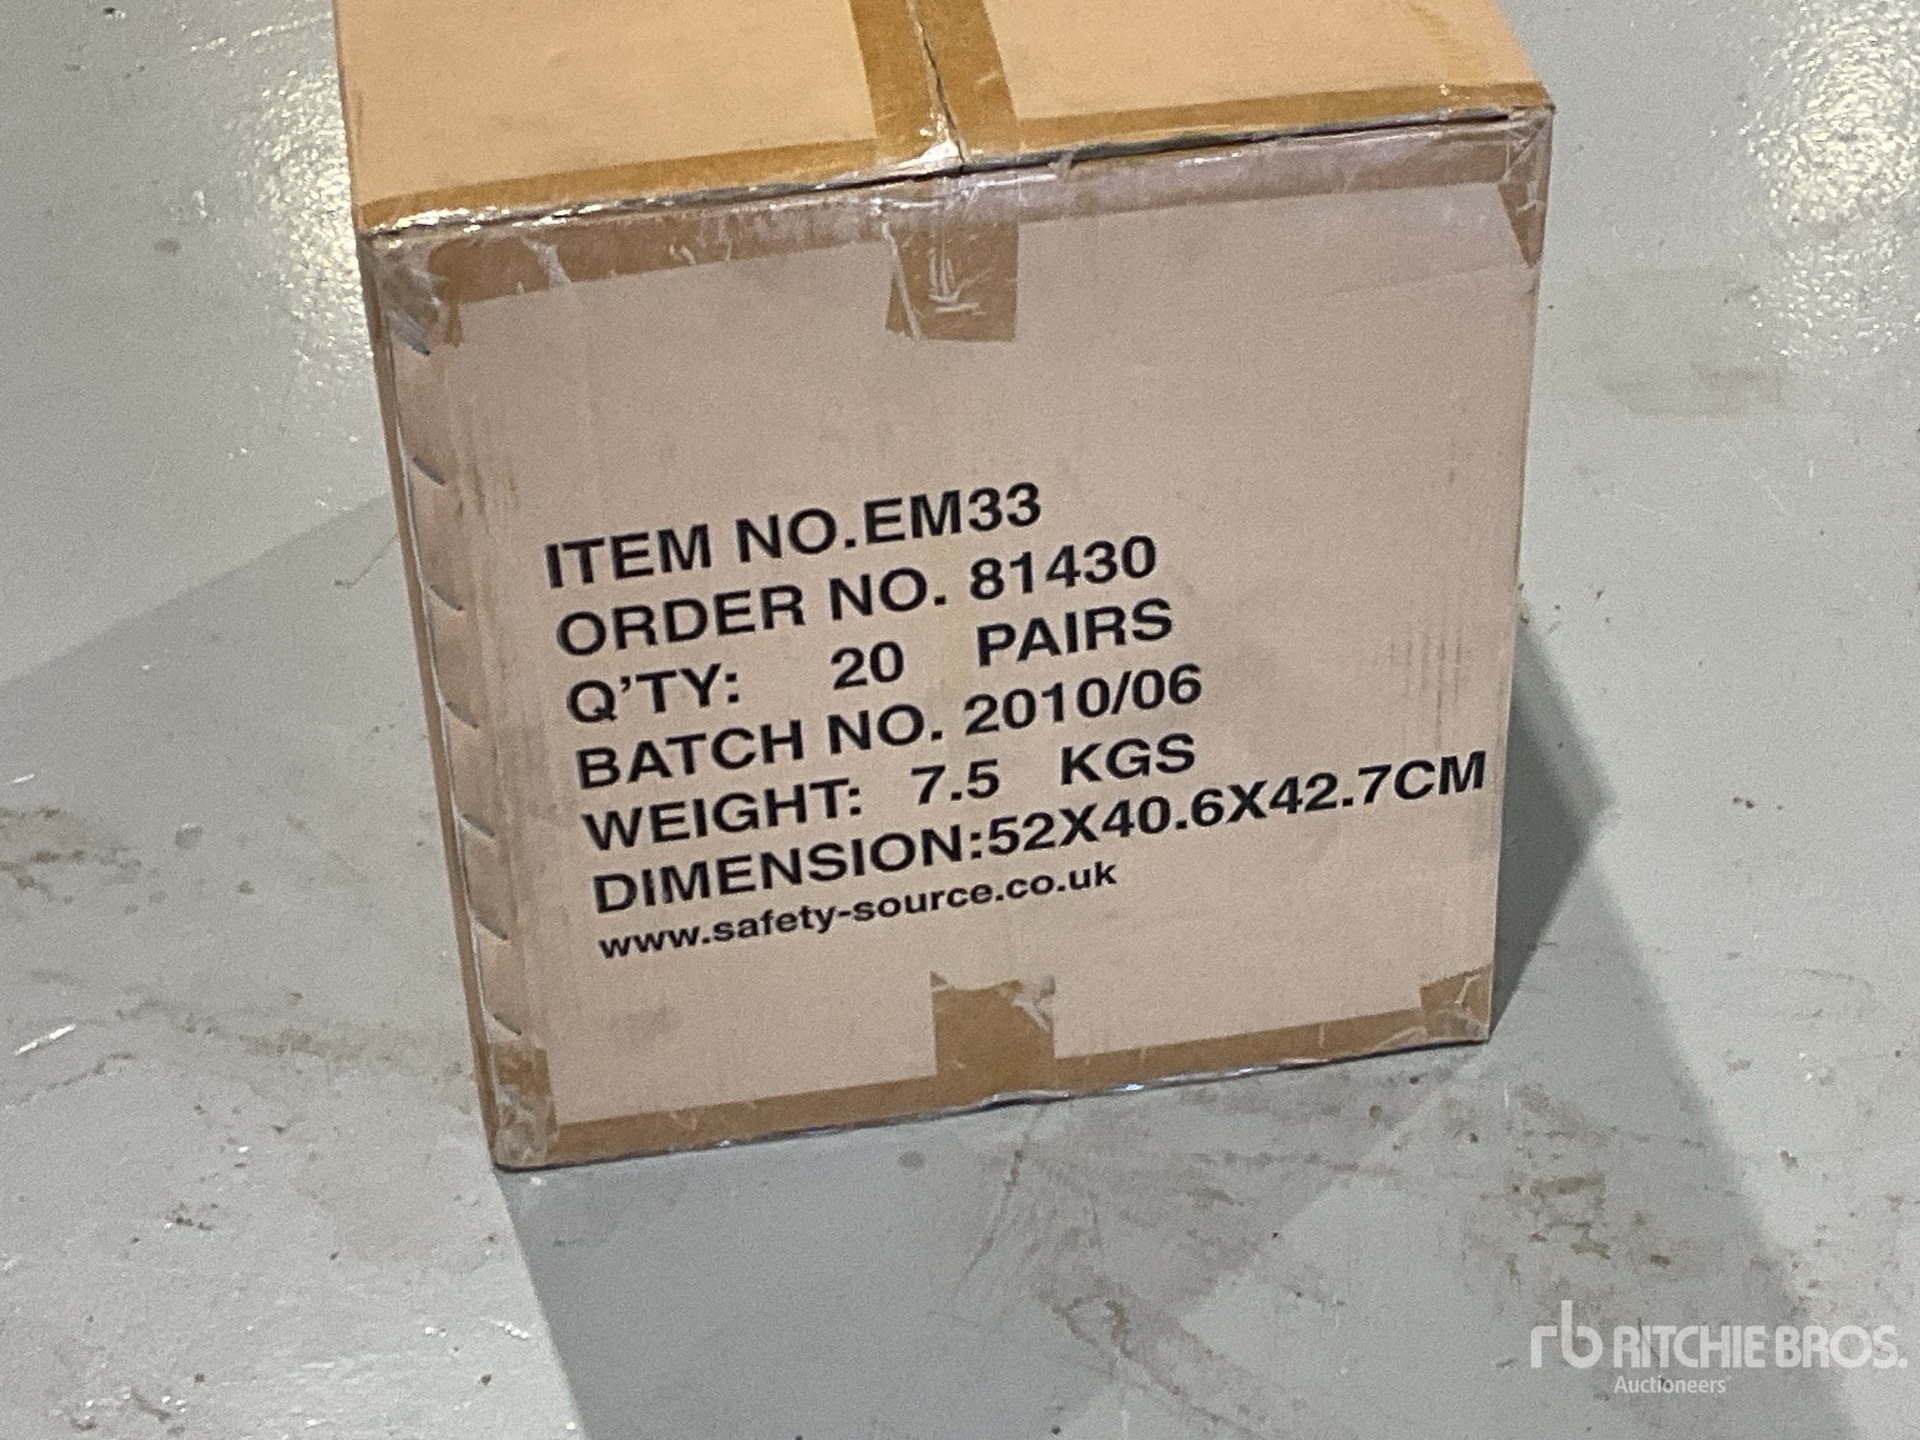 ITEM NO.EM33
ORDER NO. 81430
Q'TY: 20 PAIRS
BATCH NO. 2010/06
WEIGHT: 7.5 KGS
DIMENSION:52X40.6X42.7CM
www.safety-source.co.uk
rb RITCHIE BROS.
Auctioneers